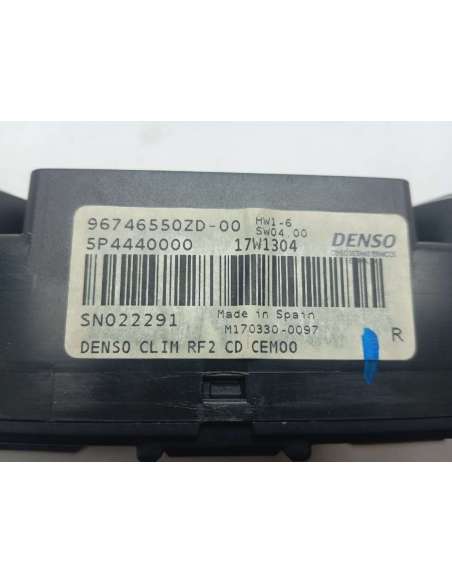 96746550ZD-00 HW1-6
SW04.00
5P4440000 17W1304 DENSO
SN022291 Made in Spain
M170330-0097
R
DENSO CLIM RF2 CD CEM00